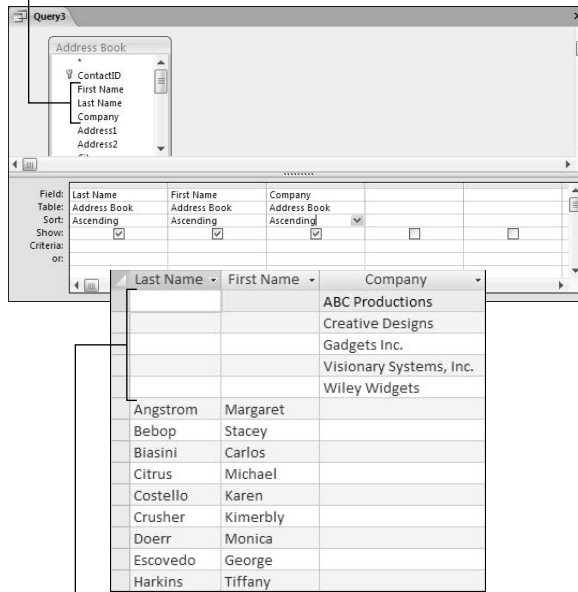 Query3
Address Book
*
ContactID
First Name
Last Name
Company
Address1
Address2
Field: Last Name First Name Company
Table: Address Book Address Book Address Book
Sort: Ascending Ascending Ascending
Show:
Criteria:
or:
Last Name First Name Company
ABC Productions
Creative Designs
Gadgets Inc.
Visionary Systems, Inc.
Wiley Widgets
Angstrom Margaret
Bebop Stacey
Biasini Carlos
Citrus Michael
Costello Karen
Crusher Kimerbly
Doerr Monica
Escovedo George
Harkins Tiffany